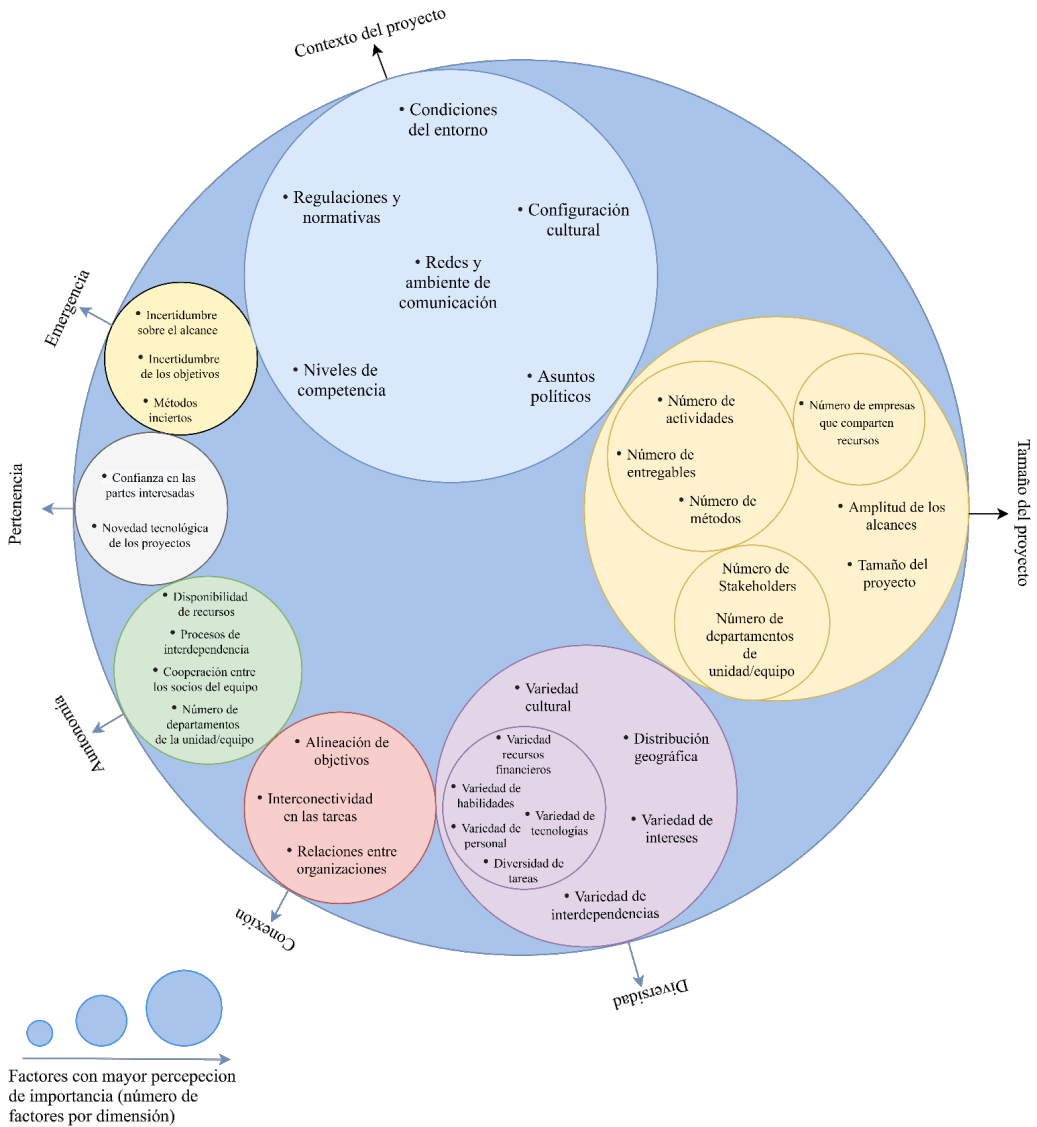 Contexto del proyecto
• Condiciones
del entorno
• Regulaciones y
normativas
• Configuración
cultural
• Redes y
ambiente de
comunicación
• Niveles de
competencia
• Asuntos
políticos
Emergencia
• Incertidumbre
sobre el alcance
• Incertidumbre
de los objetivos
• Métodos
inciertos
Pertenencia
• Confianza en las
partes interesadas
• Novedad tecnológica
de los proyectos
Auntonomía
• Disponibilidad
de recursos
• Procesos de
interdependencia
• Cooperación entre
los socios del equipo
• Número de
departamentos
de la unidad/equipo
Conexión
• Alineación de
objetivos
• Interconectividad
en las tareas
• Relaciones entre
organizaciones
Diversidad
• Variedad
cultural
• Distribución
geográfica
• Variedad
recursos
financieros
• Variedad de
habilidades
• Variedad de
tecnologías
• Variedad de
personal
• Diversidad de
tareas
• Variedad de
intereses
• Variedad de
interdependencias
Tamaño del proyecto
• Número de
actividades
• Número de
entregables
• Número de
métodos
• Número de empresas
que comparten
recursos
• Amplitud de los
alcances
• Tamaño del
proyecto
Número de
Stakeholders
Número de
departamentos
de
unidad/equipo
Factores con mayor percepecion
de importancia (número de
factores por dimensión)